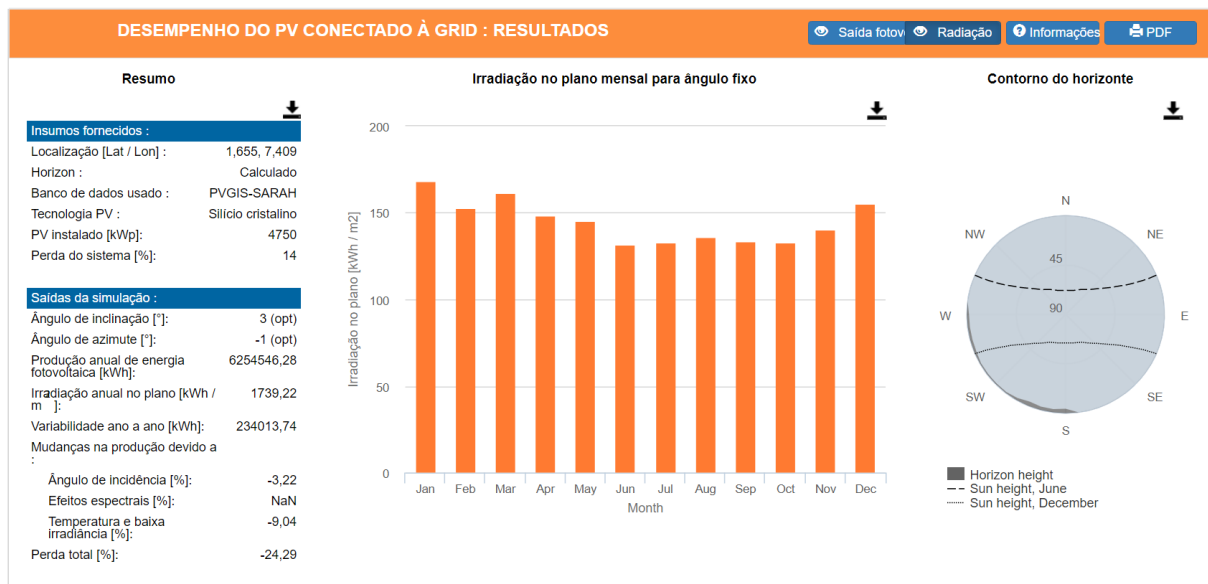 DESEMPENHO DO PV CONECTADO À GRID : RESULTADOS
Saída fotov
Radiação
Informações
PDF
Resumo
Insumos fornecidos :
Localização [Lat / Lon] : 1,655, 7,409
Horizon : Calculado
Banco de dados usado : PVGIS-SARAH
Tecnologia PV : Silício cristalino
PV instalado [kWp]: 4750
Perda do sistema [%]: 14
Saídas da simulação :
Ângulo de inclinação [°]: 3 (opt)
Ângulo de azimute [°]: -1 (opt)
Produção anual de energia 6254546,28
fotovoltaica [kWh]:
Irradiação anual no plano [kWh / 1739,22
m2]:
Variabilidade ano a ano [kWh]: 234013,74
Mudanças na produção devido a
:
Ângulo de incidência [%]: -3,22
Efeitos espectrais [%]: NaN
Temperatura e baixa -9,04
irradiância [%]:
Perda total [%]: -24,29
Irradiação no plano mensal para ângulo fixo
Irradiação no plano [kWh / m2]
200
150
100
50
0
Jan Feb Mar Apr May Jun Jul Aug Sep Oct Nov Dec
Month
Contorno do horizonte
N
NW NE
45
90
W E
SW SE
S
Horizon height
Sun height, June
Sun height, December